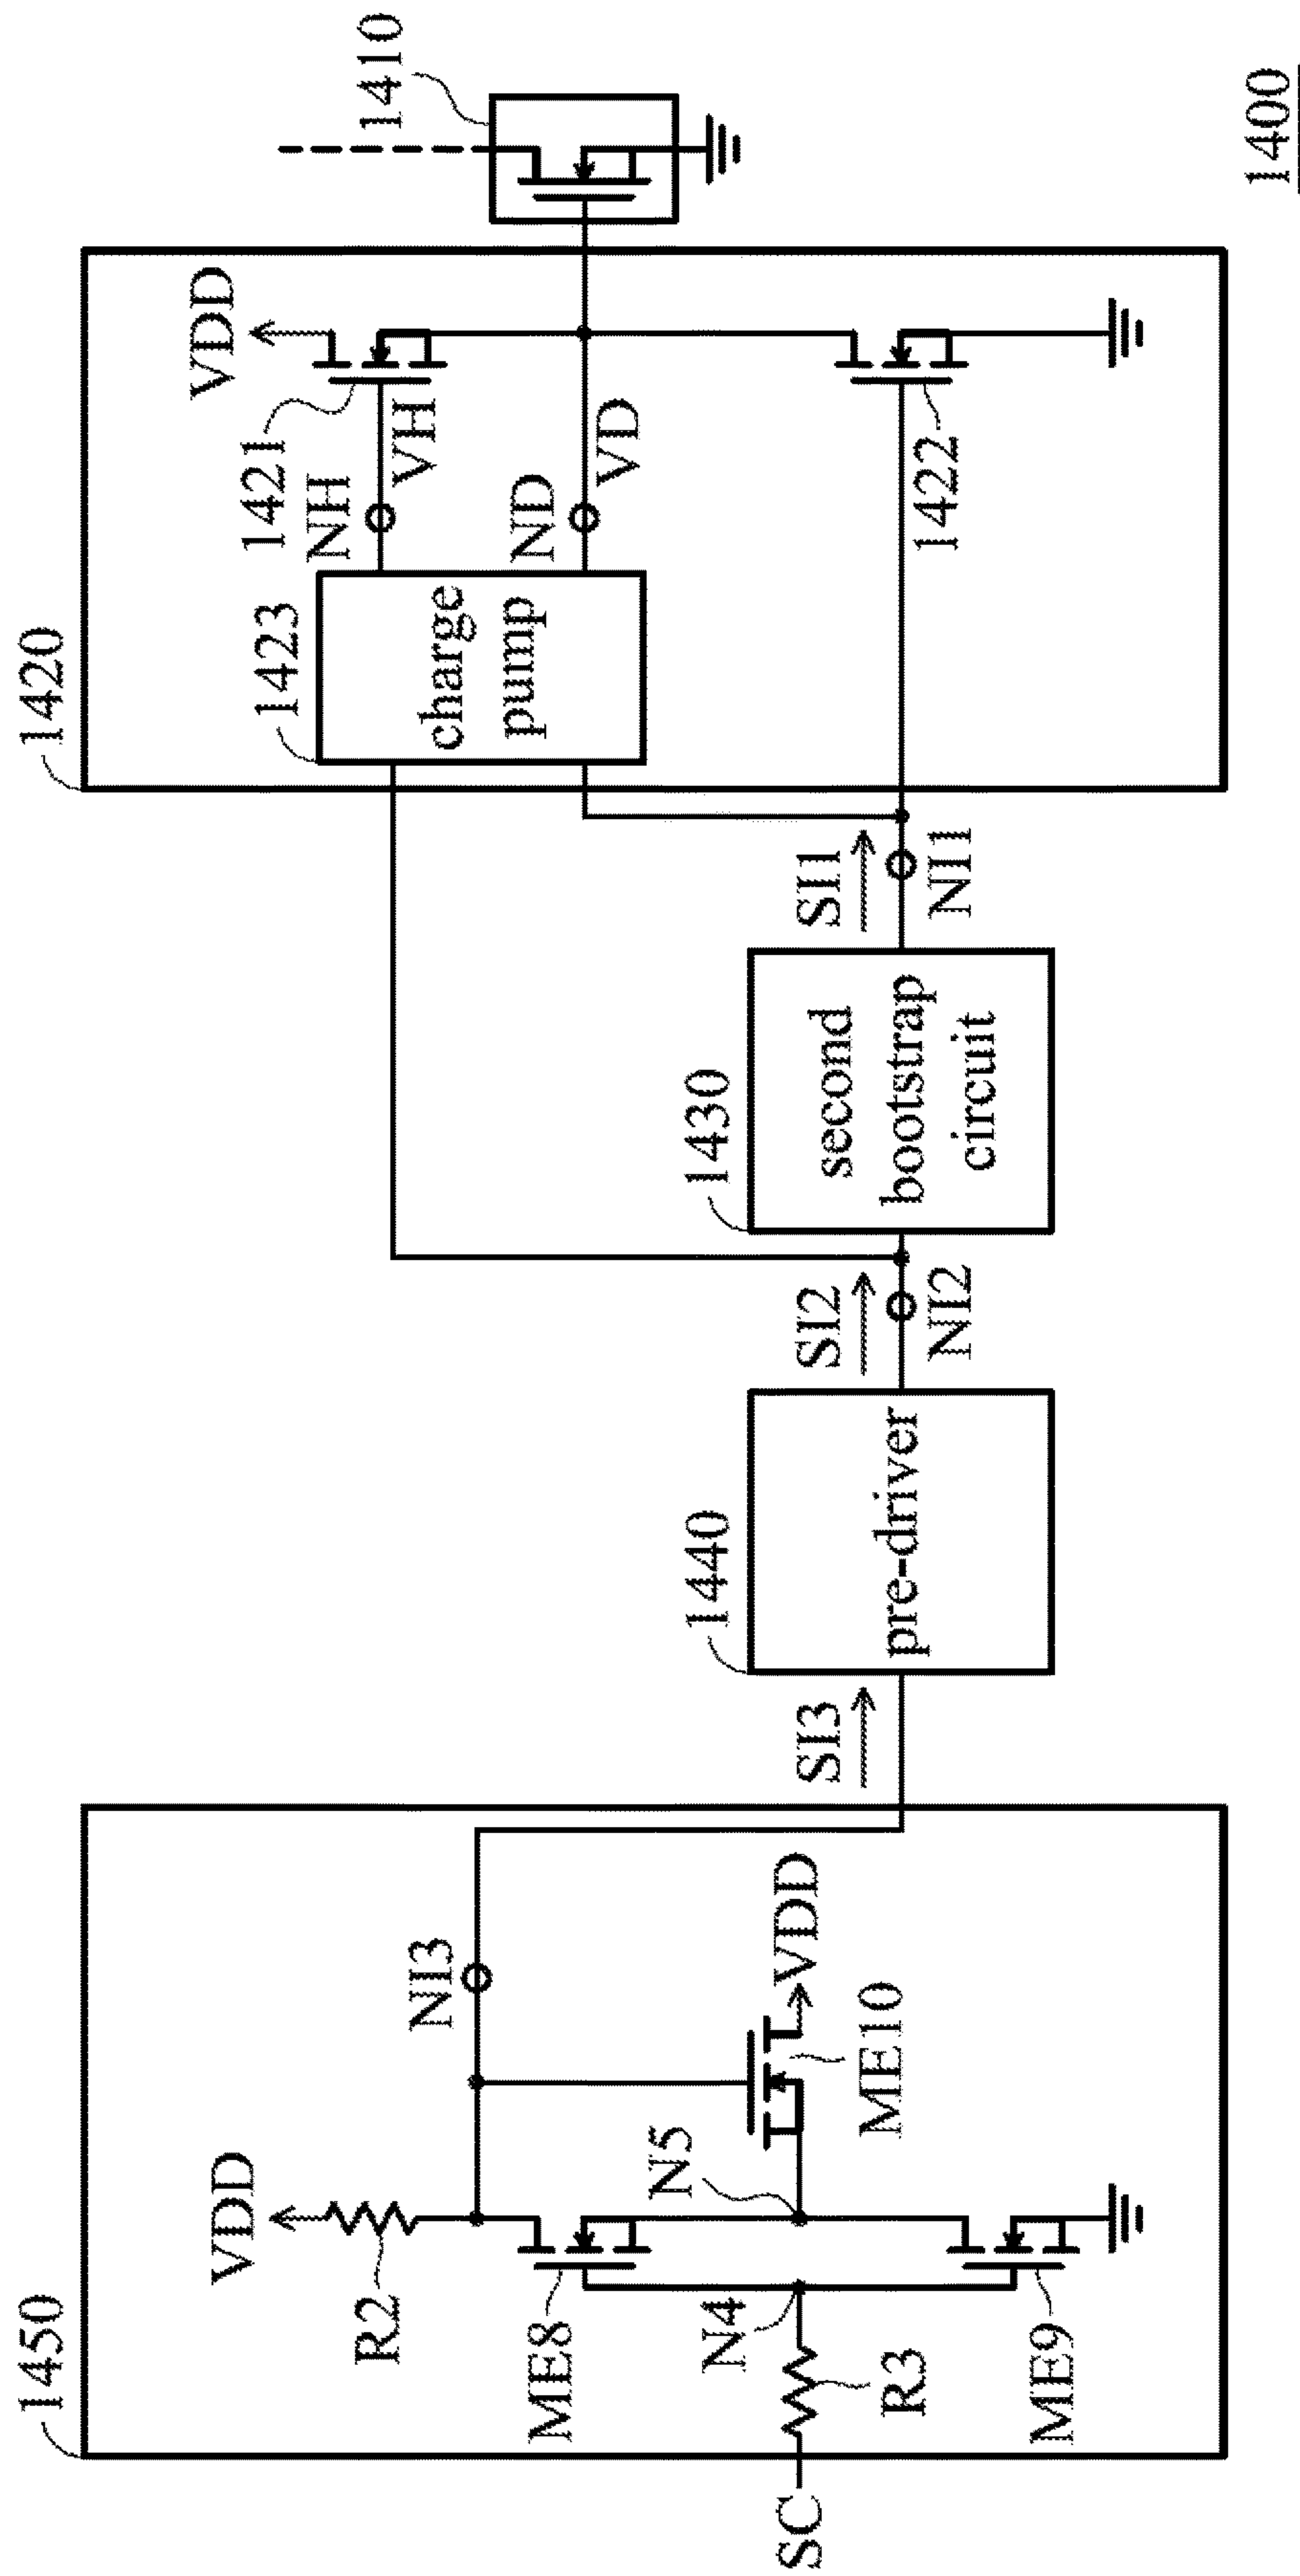 1450
VDD
R2
ME8
N4
R3
SC
ME9
N5
ME10
VDD
NI3
SI3
1440
pre-driver
SI2
NI2
1430
second
bootstrap
circuit
SI1
NI1
1420
1423
charge
pump
NH
VH
ND
VD
1421
VDD
1422
1410
1400